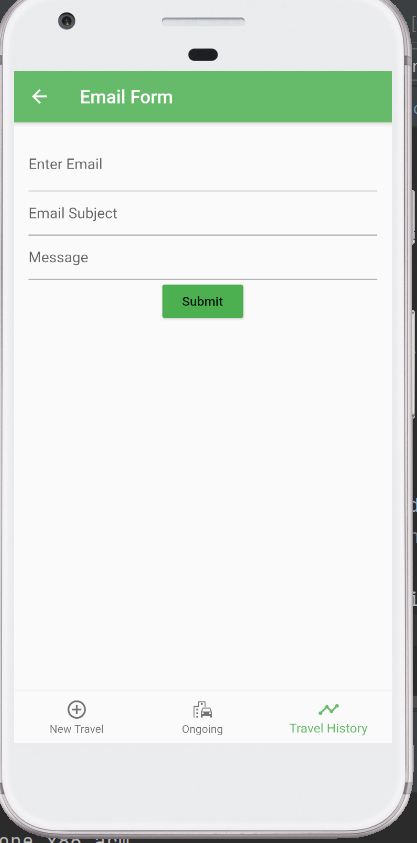 Email Form
Enter Email
Email Subject
Message
Submit
New Travel
Ongoing
Travel History